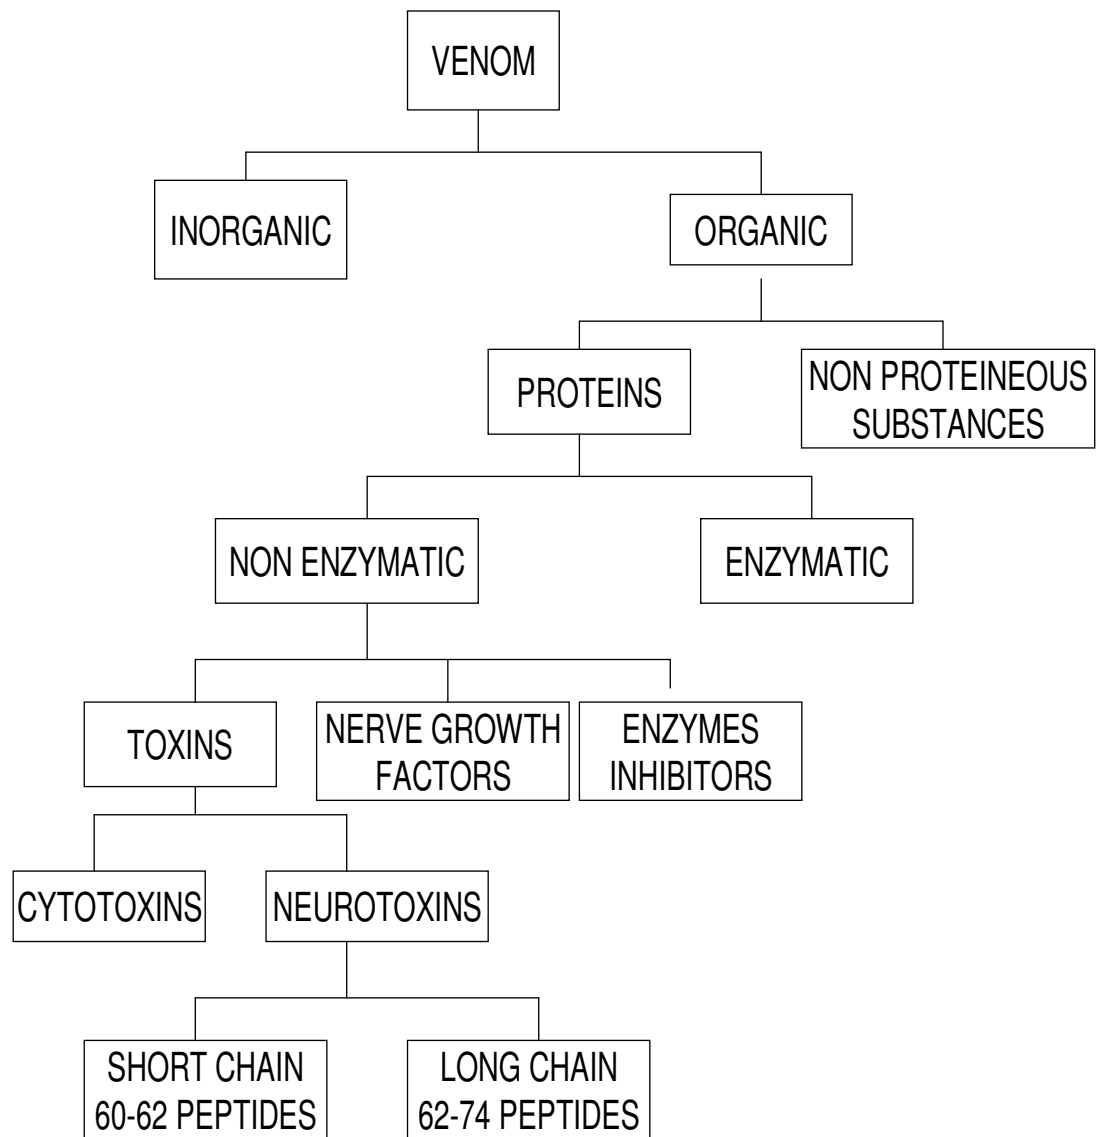 VENOM
INORGANIC
ORGANIC
PROTEINS
NON PROTEINEOUS
SUBSTANCES
NON ENZYMATIC
ENZYMATIC
TOXINS
NERVE GROWTH
FACTORS
ENZYMES
INHIBITORS
CYTOTOXINS
NEUROTOXINS
SHORT CHAIN
60-62 PEPTIDES
LONG CHAIN
62-74 PEPTIDES